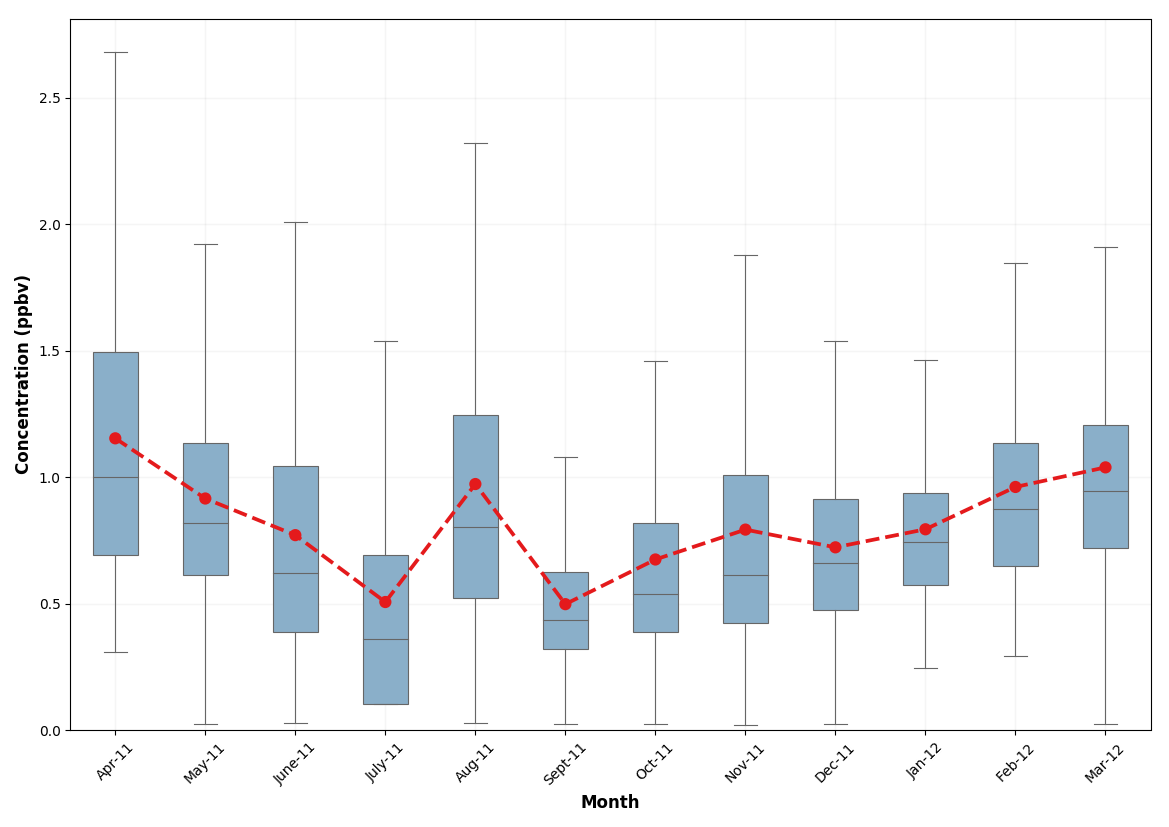 Concentration (ppbv)
2.5
2.0
1.5
1.0
0.5
0.0
Apr-11
May-11
June-11
July-11
Aug-11
Sept-11
Oct-11
Nov-11
Dec-11
Jan-12
Feb-12
Mar-12
Month